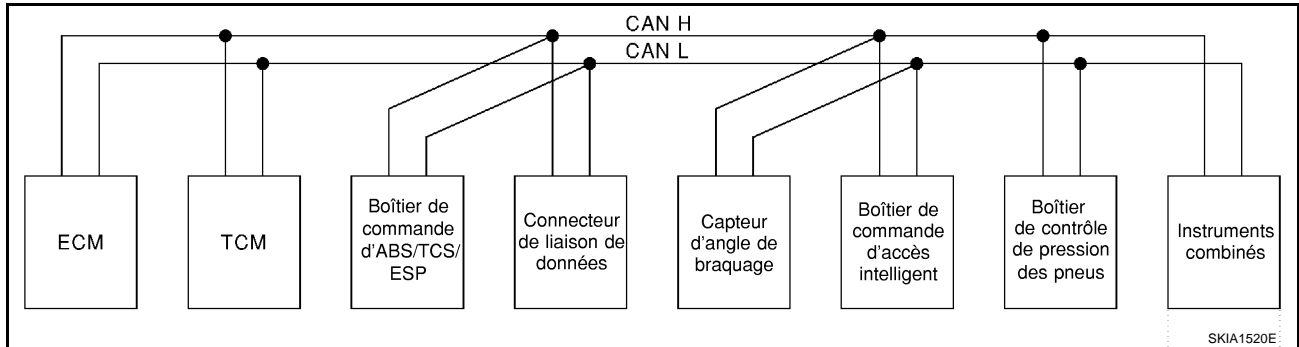 CAN H
CAN L
ECM
TCM
Boîtier de
commande
d'ABS/TCS/
ESP
Connecteur
de liaison de
données
Capteur
d'angle de
braquage
Boîtier de
commande
d'accès
intelligent
Boîtier
de contrôle
de pression
des pneus
Instruments
combinés
SKIA1520E